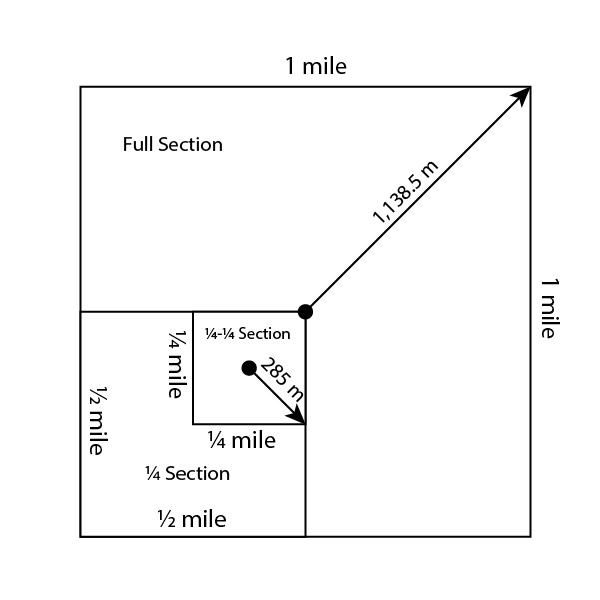 1 mile
Full Section
1,138.5 m
1 mile
¼-¼ Section
¼ mile
285 m
½ mile
¼ mile
¼ Section
½ mile